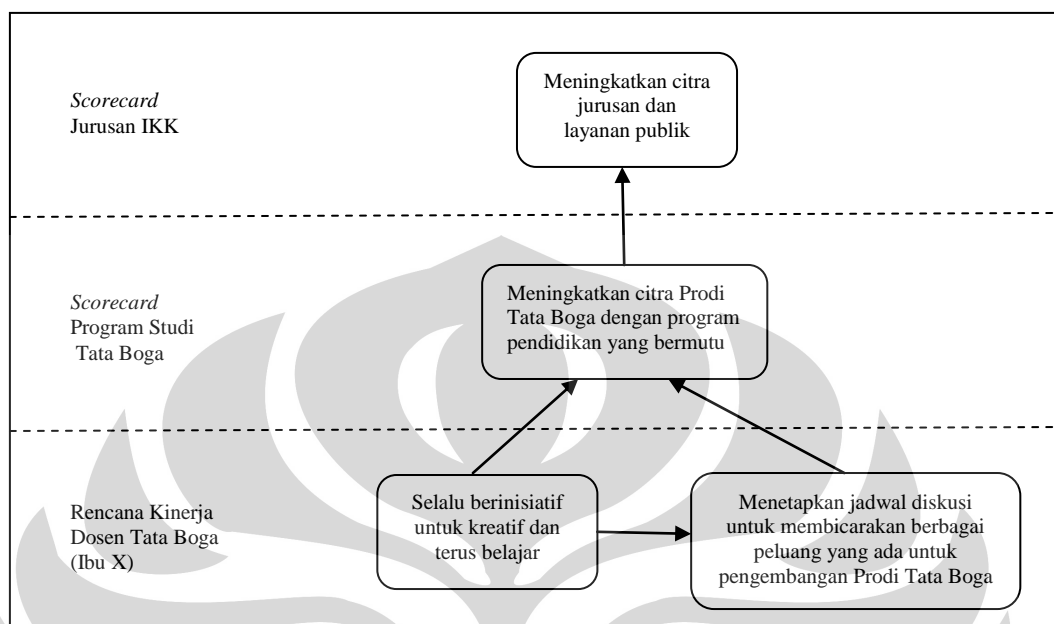 Scorecard
Jurusan IKK
Meningkatkan citra
jurusan dan
layanan publik
Scorecard
Program Studi
Tata Boga
Meningkatkan citra Prodi
Tata Boga dengan program
pendidikan yang bermutu
Rencana Kinerja
Dosen Tata Boga
(Ibu X)
Selalu berinisiatif
untuk kreatif dan
terus belajar
Menetapkan jadwal diskusi
untuk membicarakan berbagai
peluang yang ada untuk
pengembangan Prodi Tata Boga